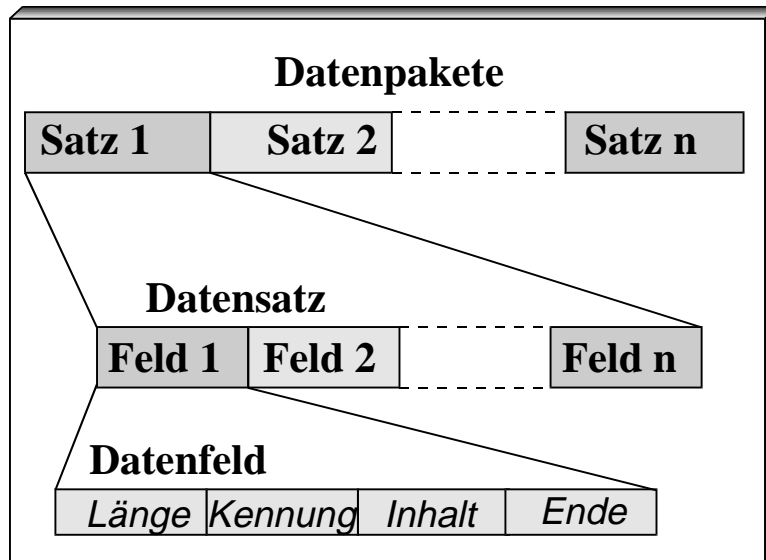 Datenpakete
Satz 1 Satz 2 Satz n
Datensatz
Feld 1 Feld 2 Feld n
Datenfeld
Länge Kennung Inhalt Ende